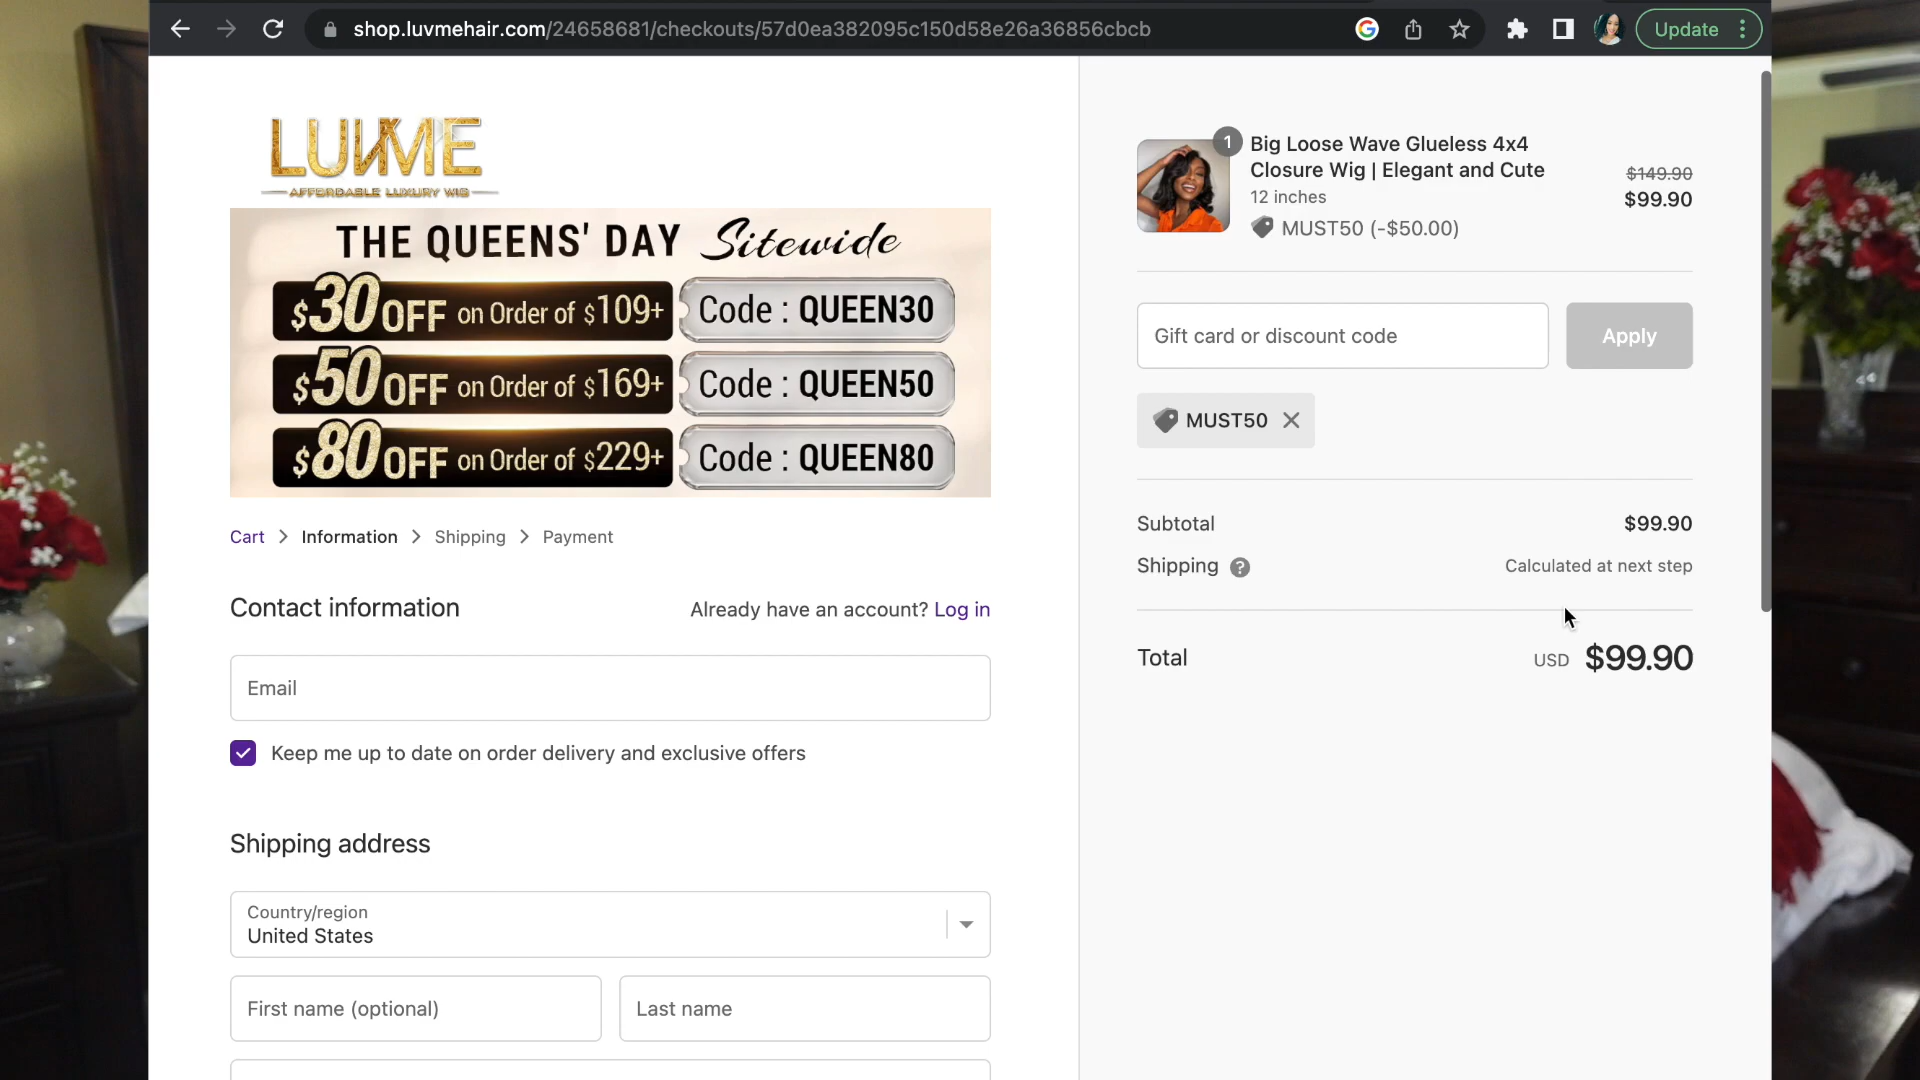 shop.luvmehair.com/24658681/checkouts/57d0ea382095c150d58e26a36856cbcb
Update
LUVME
AFFORDABLE LUXURY WIG
THE QUEENS' DAY Sitewide
$30 OFF on Order of $109+ Code : QUEEN30
$50 OFF on Order of $169+ Code : QUEEN50
$80 OFF on Order of $229+ Code : QUEEN80
Cart > Information > Shipping > Payment
Contact information
Already have an account? Log in
Email
Keep me up to date on order delivery and exclusive offers
Shipping address
Country/region
United States
First name (optional)
Last name
1
Big Loose Wave Glueless 4x4
Closure Wig | Elegant and Cute
12 inches
MUST50 (-$50.00)
$149.90
$99.90
Gift card or discount code
Apply
MUST50
Subtotal $99.90
Shipping ? Calculated at next step
Total USD $99.90